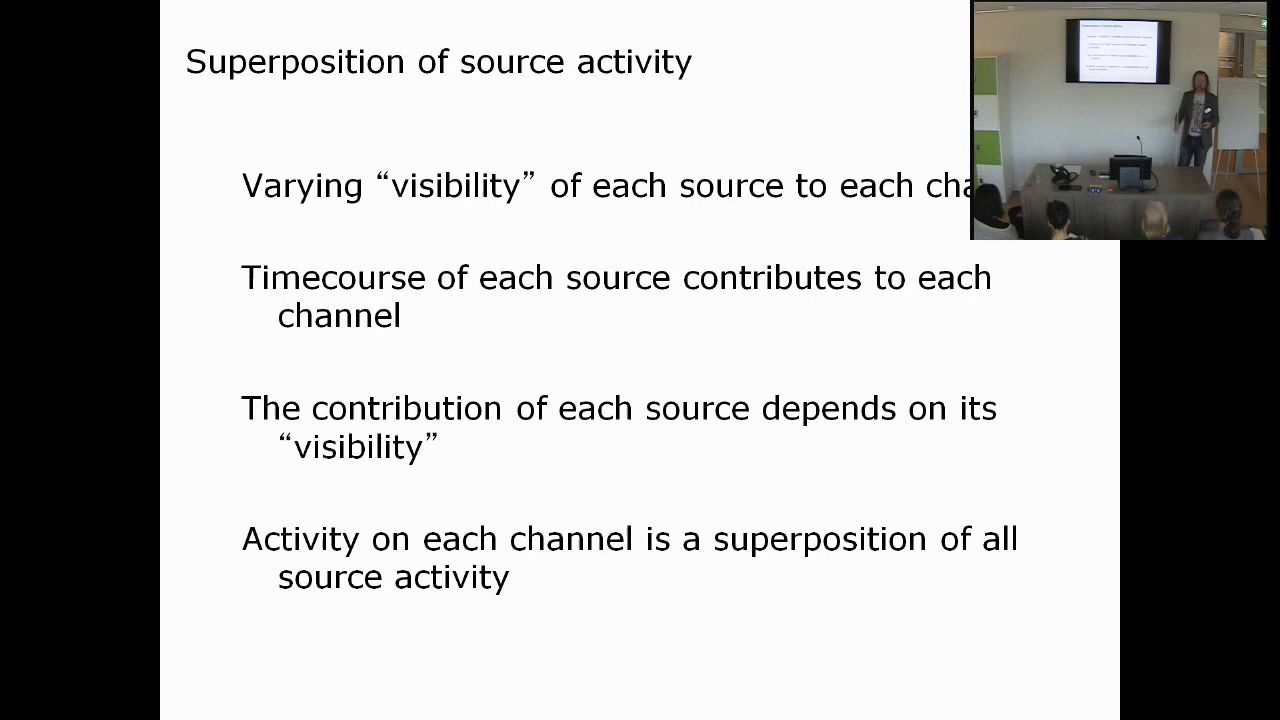 Superposition of source activity
Varying “visibility” of each source to each
Timecourse of each source contributes to each
channel
The contribution of each source depends on its
“visibility”
Activity on each channel is a superposition of all
source activity